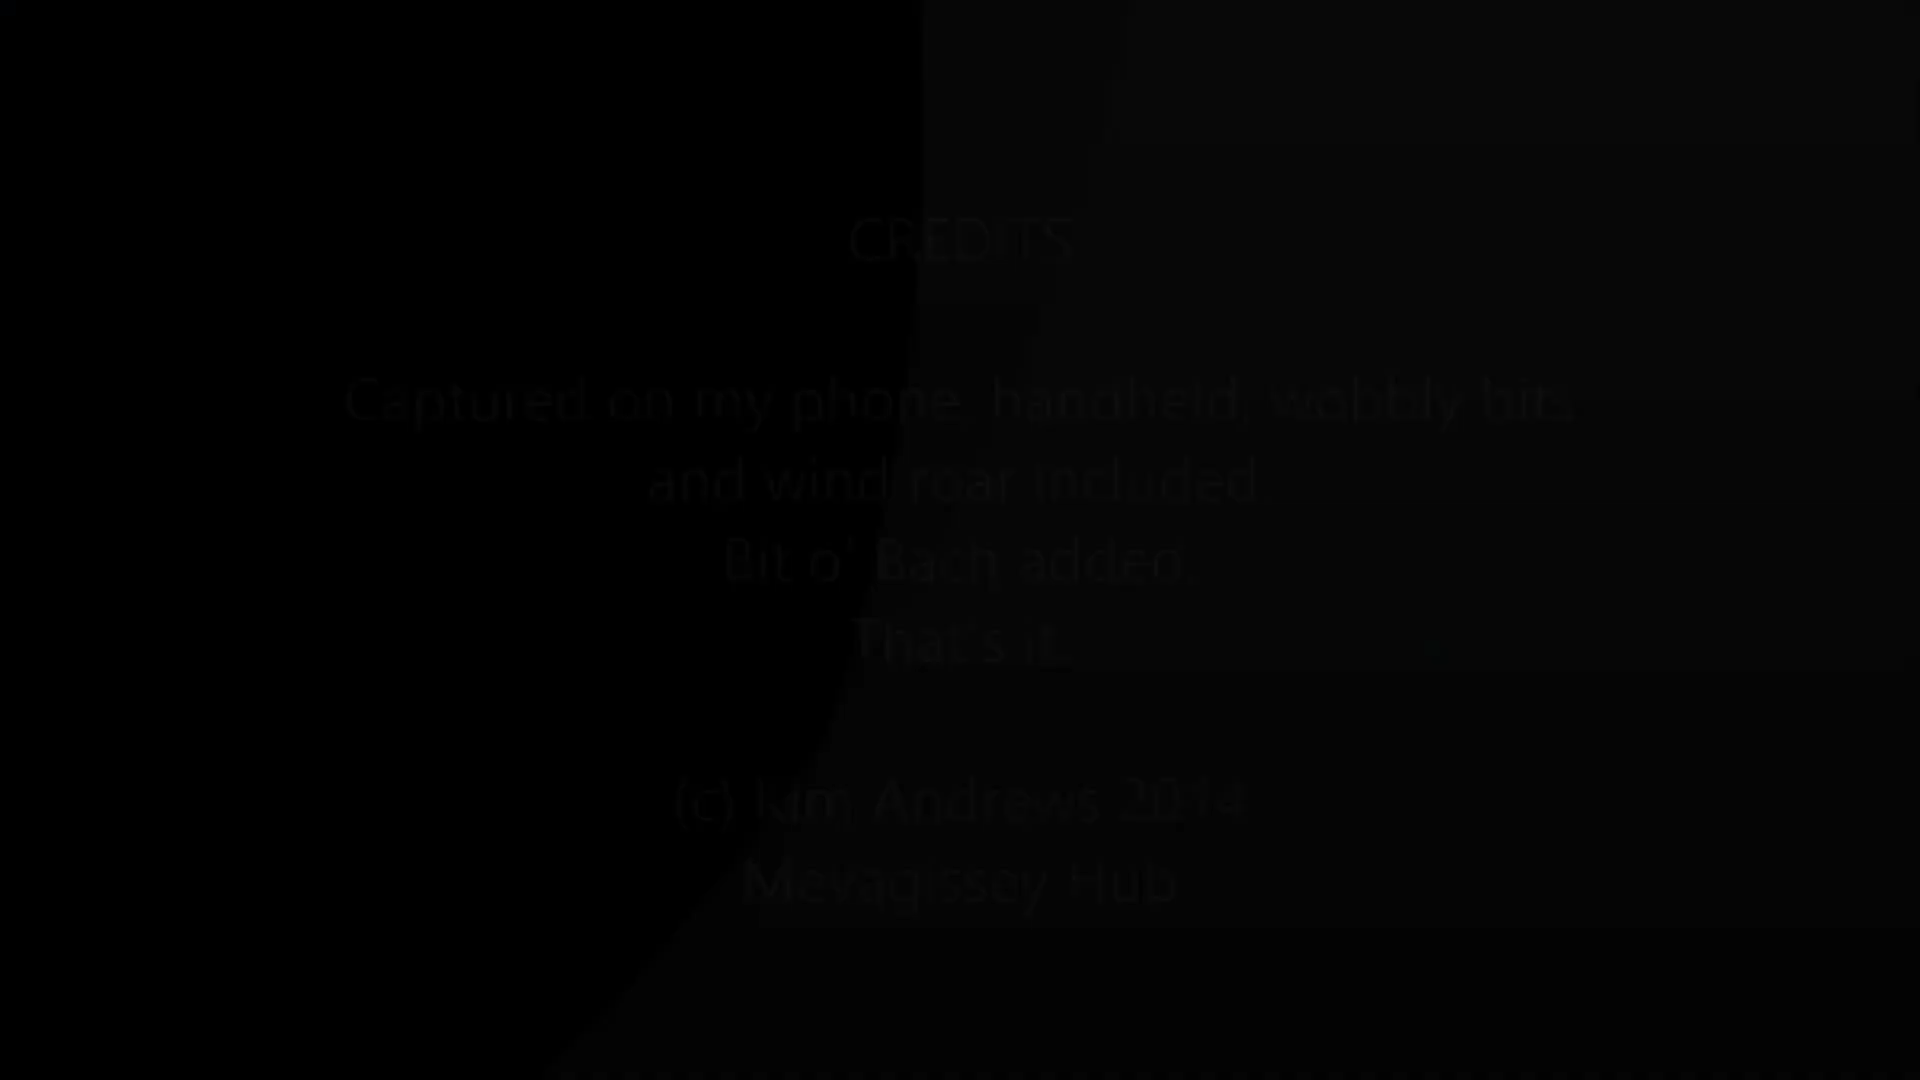 CREDITS
Captured on my phone, handheld, wobbly bits
and wind roar included.
Bit o' Bach added.
That's it.
(c) Kim Andrews 2014
Mevagissey Hub